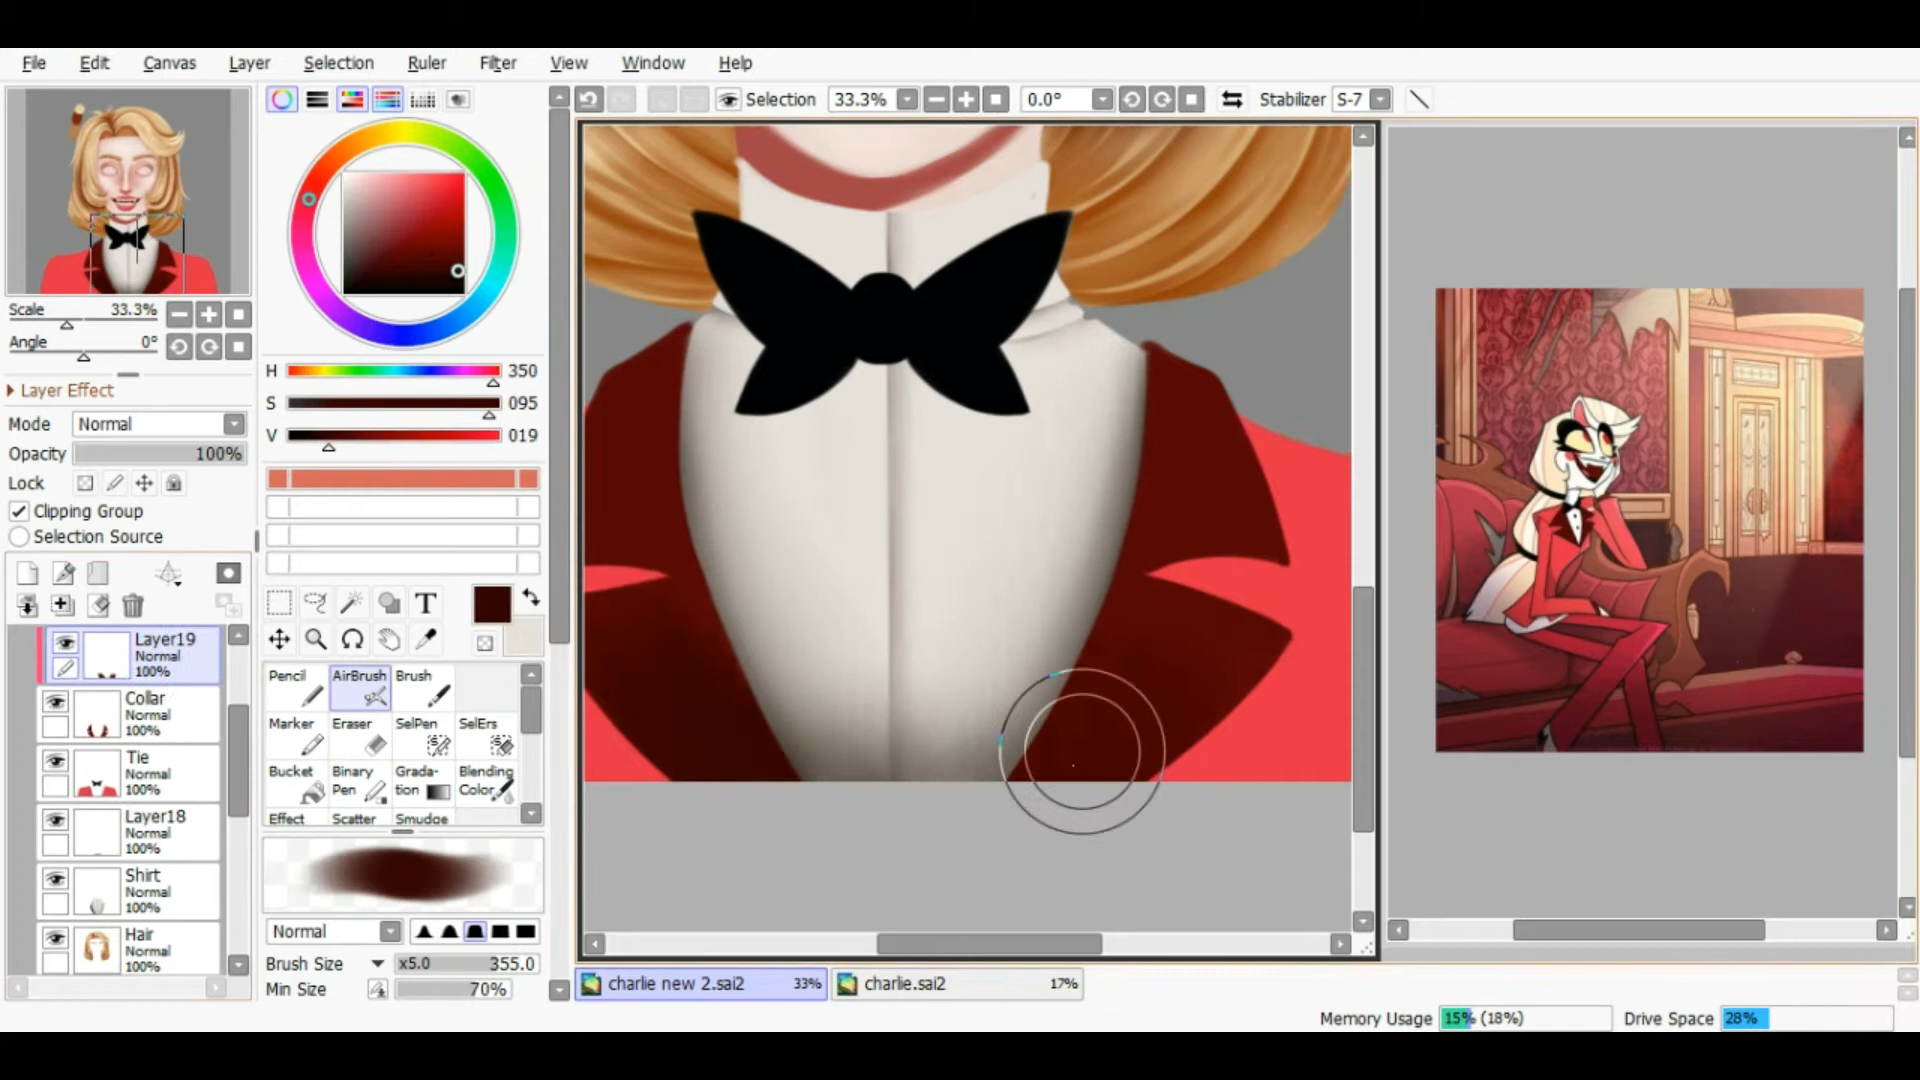 File Edit Canvas Layer Selection Ruler Filter View Window Help
Selection 33.3% 0.0° Stabilizer S-7
Scale 33.3%
Angle 0°
Layer Effect
Mode Normal
Opacity 100%
Lock
Clipping Group
Selection Source
Layer19
Normal
100%
Collar
Normal
100%
Tie
Normal
100%
Layer18
Normal
100%
Shirt
Normal
100%
Hair
Normal
100%
H 350
S 095
V 019
T
Pencil AirBrush Brush
Marker Eraser SelPen SelErs
Bucket Binary Pen Grada-tion Blending Color
Effect Scatter Smudge
Normal
Brush Size x5.0 355.0
Min Size 70%
charlie new 2.sai2 33% charlie.sai2 17%
Memory Usage 15% (18%) Drive Space 28%